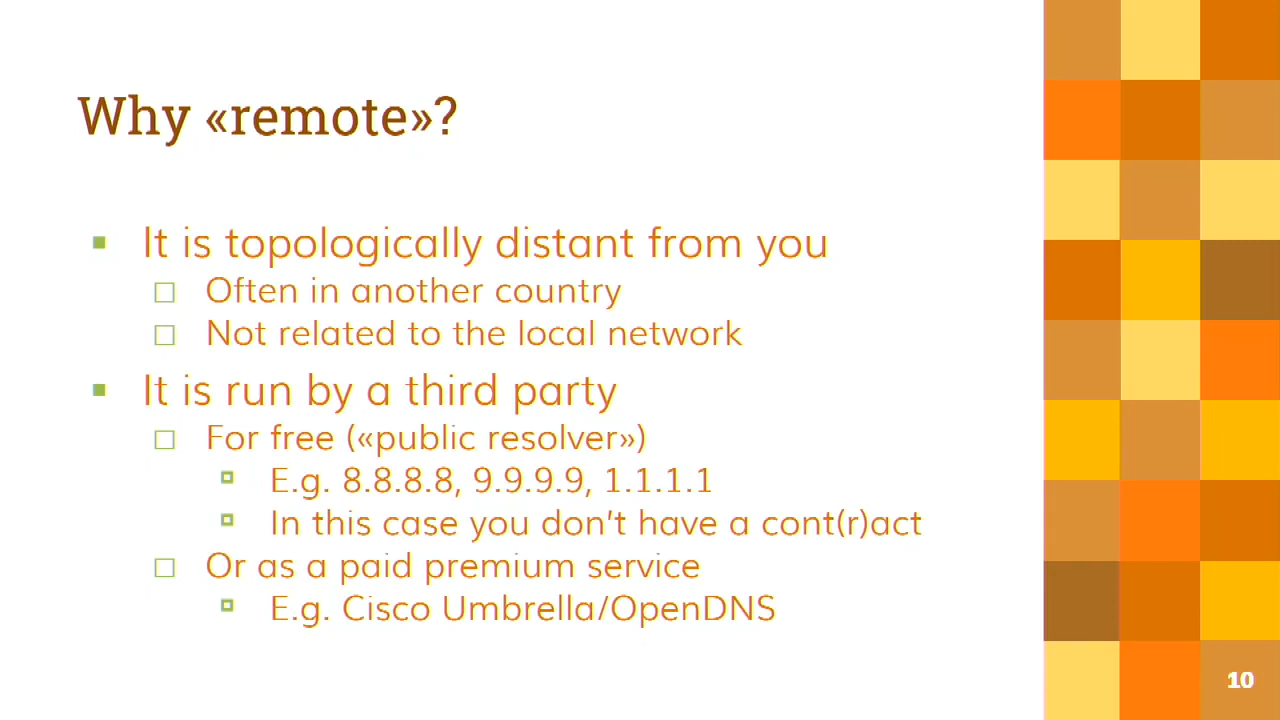 Why «remote»?
It is topologically distant from you
Often in another country
Not related to the local network
It is run by a third party
For free («public resolver»)
E.g. 8.8.8.8, 9.9.9.9, 1.1.1.1
In this case you don't have a cont(r)act
Or as a paid premium service
E.g. Cisco Umbrella/OpenDNS
10